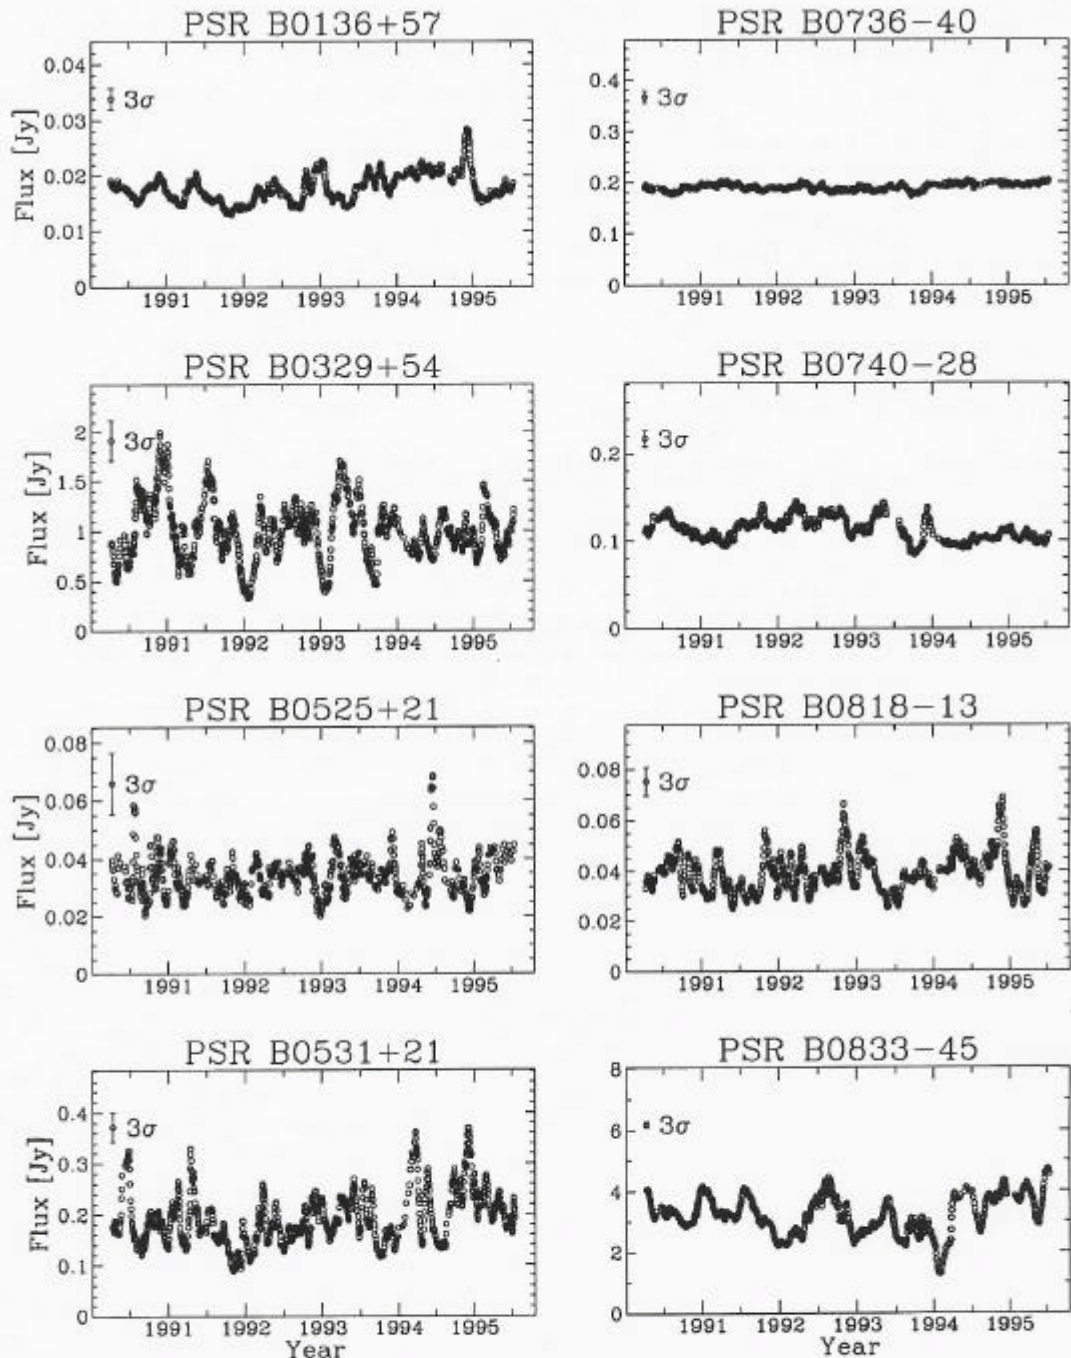 PSR B0136+57
PSR B0736−40
0.04
0.03
0.02
0.01
0
Flux [Jy]
3σ
1991 1992 1993 1994 1995
0.4
0.3
0.2
0.1
0
3σ
1991 1992 1993 1994 1995
PSR B0329+54
PSR B0740−28
2
1.5
1
0.5
0
Flux [Jy]
3σ
1991 1992 1993 1994 1995
0.2
0.1
0
3σ
1991 1992 1993 1994 1995
PSR B0525+21
PSR B0818−13
0.08
0.06
0.04
0.02
0
Flux [Jy]
3σ
1991 1992 1993 1994 1995
0.08
0.06
0.04
0.02
0
3σ
1991 1992 1993 1994 1995
PSR B0531+21
PSR B0833−45
0.4
0.3
0.2
0.1
0
Flux [Jy]
3σ
1991 1992 1993 1994 1995
Year
8
6
4
2
0
3σ
1991 1992 1993 1994 1995
Year